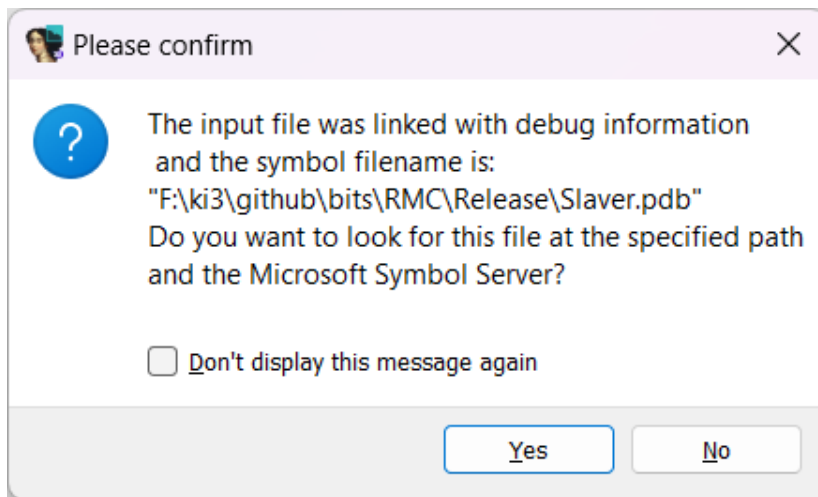 Please confirm
The input file was linked with debug information
and the symbol filename is:
"F:\ki3\github\bits\RMC\Release\Slaver.pdb"
Do you want to look for this file at the specified path
and the Microsoft Symbol Server?
Don't display this message again
Yes No